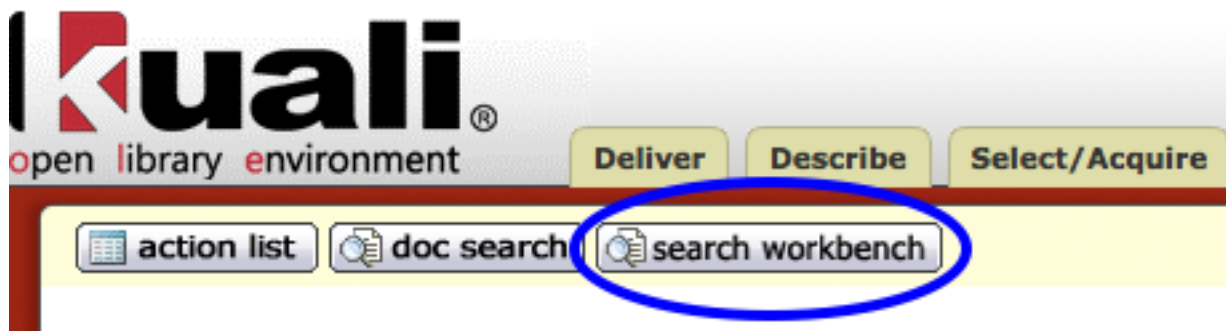 kuali®
open library environment
Deliver Describe Select/Acquire
action list doc search search workbench